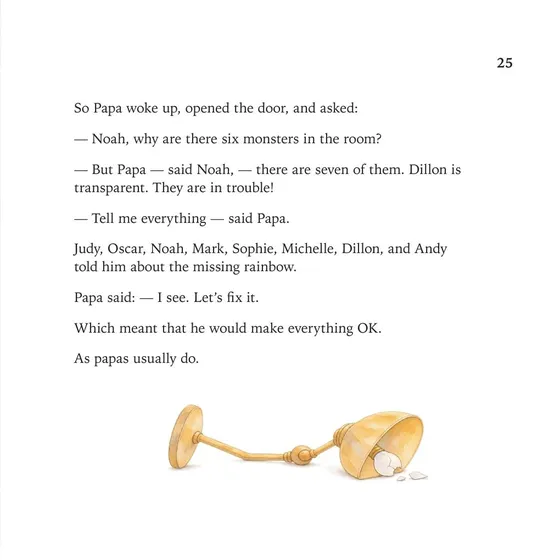 25
So Papa woke up, opened the door, and asked:
— Noah, why are there six monsters in the room?
— But Papa — said Noah, — there are seven of them. Dillon is
transparent. They are in trouble!
— Tell me everything — said Papa.
Judy, Oscar, Noah, Mark, Sophie, Michelle, Dillon, and Andy
told him about the missing rainbow.
Papa said: — I see. Let’s fix it.
Which meant that he would make everything OK.
As papas usually do.